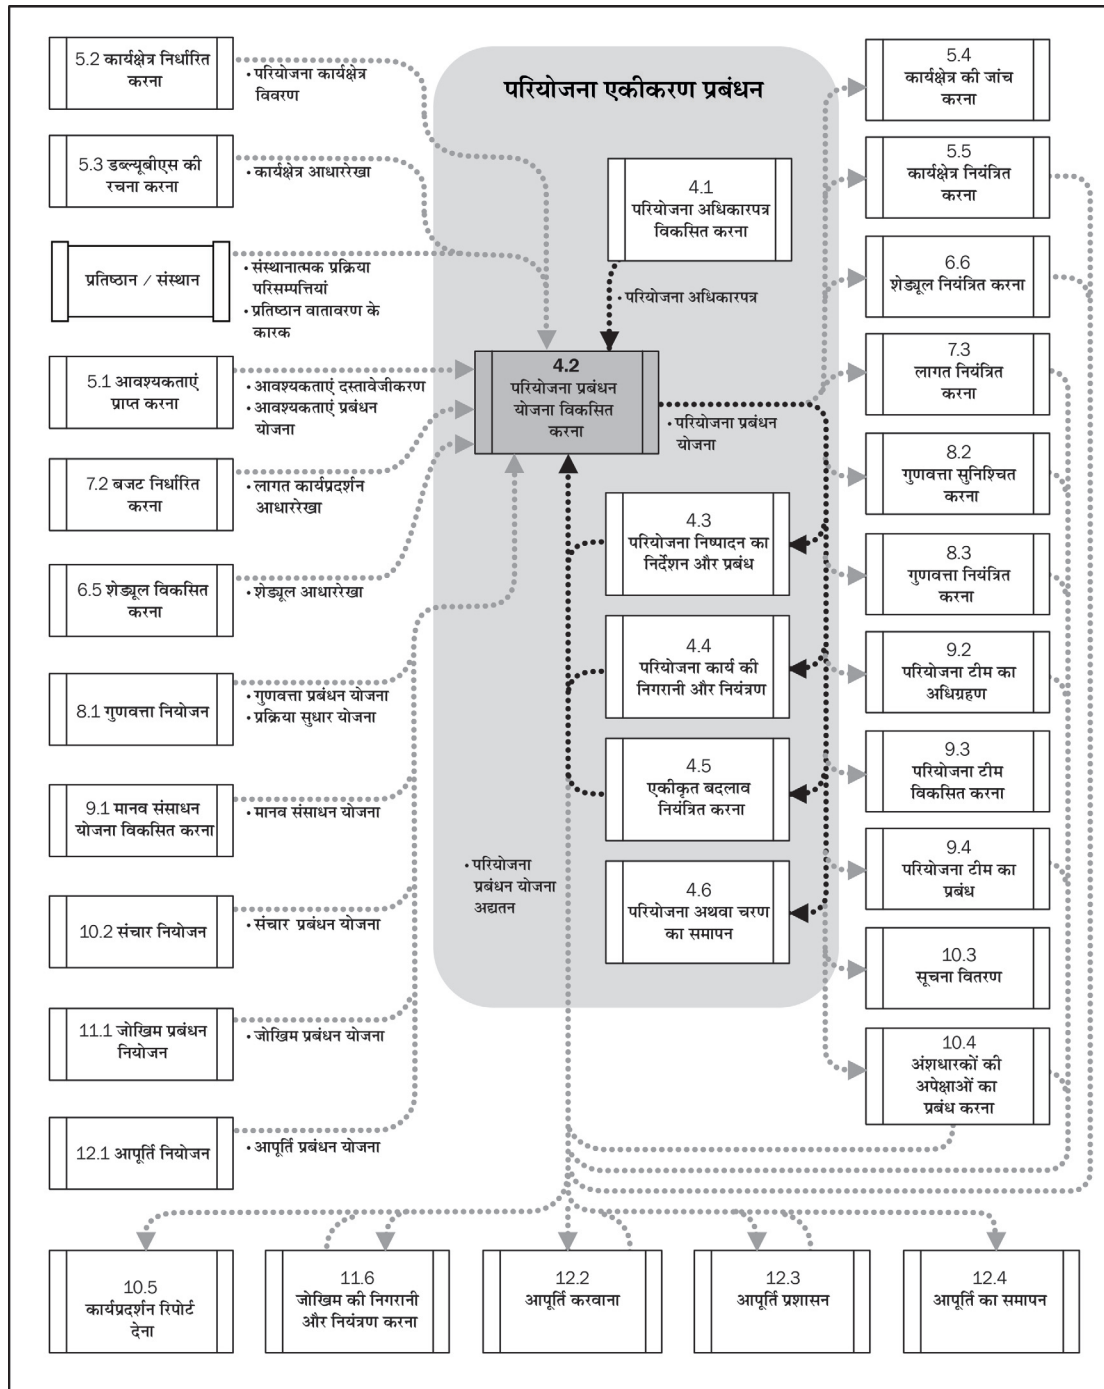 परियोजना एकीकरण प्रबंधन
5.2 कार्यक्षेत्र निर्धारित
करना
• परियोजना कार्यक्षेत्र
विवरण
5.3 डब्ल्यूबीएस की
रचना करना
• कार्यक्षेत्र आधाररेखा
प्रतिष्ठान / संस्थान
• संस्थानात्मक प्रक्रिया
परिसम्पत्तियां
• प्रतिष्ठान वातावरण के
कारक
5.1 आवश्यकताएं
प्राप्त करना
• आवश्यकताएं दस्तावेजीकरण
• आवश्यकताएं प्रबंधन
योजना
7.2 बजट निर्धारित
करना
• लागत कार्यप्रदर्शन
आधाररेखा
6.5 शेड्यूल विकसित
करना
• शेड्यूल आधाररेखा
8.1 गुणवत्ता नियोजन
• गुणवत्ता प्रबंधन योजना
• प्रक्रिया सुधार योजना
9.1 मानव संसाधन
योजना विकसित करना
• मानव संसाधन योजना
10.2 संचार नियोजन
• संचार प्रबंधन योजना
11.1 जोखिम प्रबंधन
नियोजन
• जोखिम प्रबंधन योजना
12.1 आपूर्ति नियोजन
• आपूर्ति प्रबंधन योजना
4.1
परियोजना अधिकारपत्र
विकसित करना
• परियोजना अधिकारपत्र
4.2
परियोजना प्रबंधन
योजना विकसित
करना
• परियोजना प्रबंधन
योजना
4.3
परियोजना निष्पादन का
निर्देशन और प्रबंध
4.4
परियोजना कार्य की
निगरानी और नियंत्रण
4.5
एकीकृत बदलाव
नियंत्रित करना
• परियोजना
प्रबंधन योजना
अद्यतन
4.6
परियोजना अथवा चरण
का समापन
5.4
कार्यक्षेत्र की जांच
करना
5.5
कार्यक्षेत्र नियंत्रित
करना
6.6
शेड्यूल नियंत्रित करना
7.3
लागत नियंत्रित
करना
8.2
गुणवत्ता सुनिश्चित
करना
8.3
गुणवत्ता नियंत्रित
करना
9.2
परियोजना टीम का
अधिग्रहण
9.3
परियोजना टीम
विकसित करना
9.4
परियोजना टीम का
प्रबंध
10.3
सूचना वितरण
10.4
अंशधारकों की
अपेक्षाओं का
प्रबंध करना
10.5
कार्यप्रदर्शन रिपोर्ट
देना
11.6
जोखिम की निगरानी
और नियंत्रण करना
12.2
आपूर्ति करवाना
12.3
आपूर्ति प्रशासन
12.4
आपूर्ति का समापन